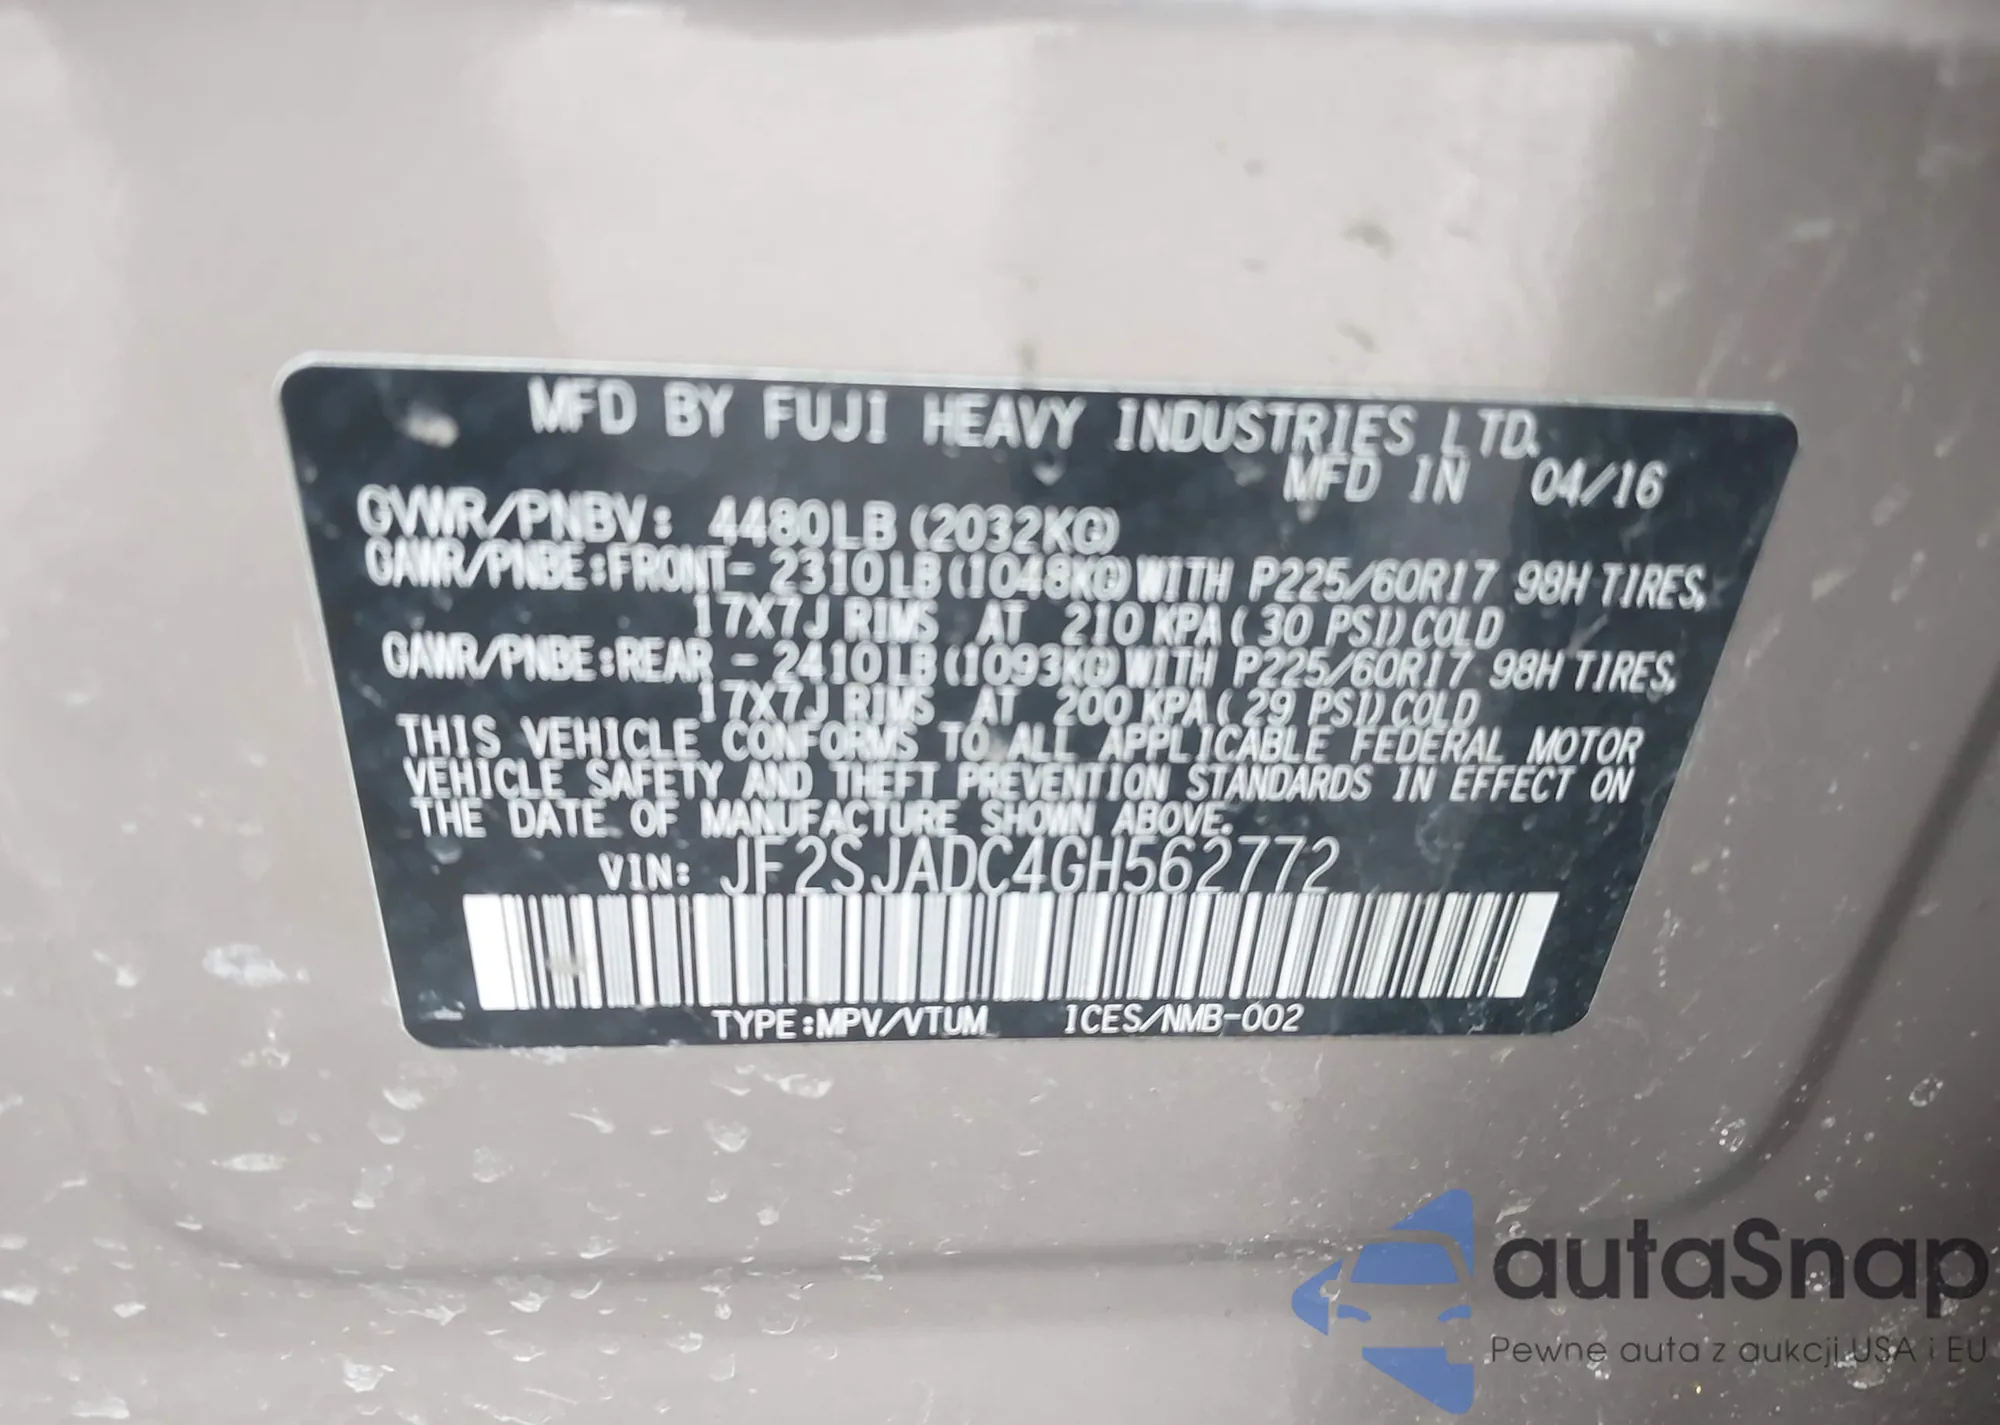 MFD BY FUJI HEAVY INDUSTRIES LTD.
MFD IN 04/16
GVWR/PNBV: 4480LB (2032KG)
GAWR/PNBE:FRONT- 2310LB (1048KG) WITH P225/60R17 98H TIRES,
17X7J RIMS AT 210 KPA ( 30 PSI) COLD
GAWR/PNBE:REAR - 2410LB (1093KG) WITH P225/60R17 98H TIRES,
17X7J RIMS AT 200 KPA ( 29 PSI) COLD
THIS VEHICLE CONFORMS TO ALL APPLICABLE FEDERAL MOTOR
VEHICLE SAFETY AND THEFT PREVENTION STANDARDS IN EFFECT ON
THE DATE OF MANUFACTURE SHOWN ABOVE.
VIN: JF2SJADC4GH562772
TYPE:MPV/VTUM ICES/NMB-002
autaSnap
Pewne auta z aukcji USA i EU